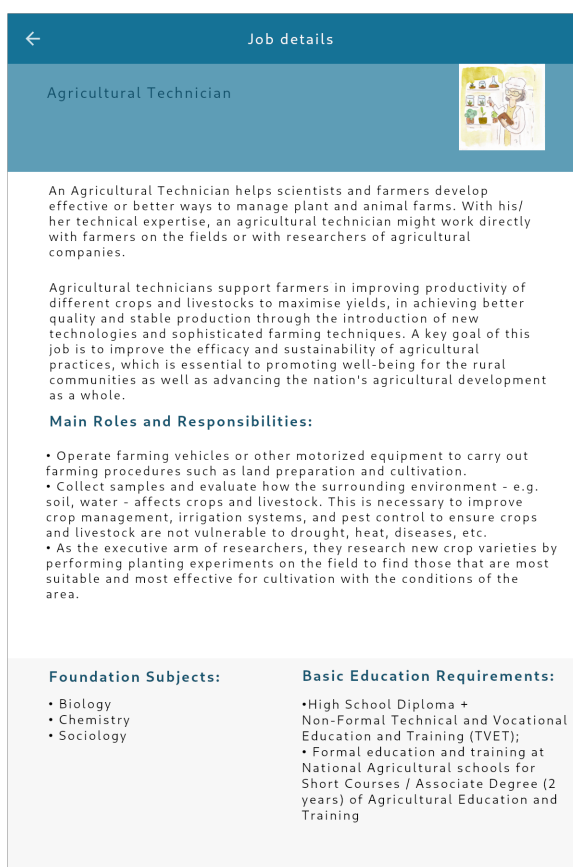 Job details
Agricultural Technician
An Agricultural Technician helps scientists and farmers develop
effective or better ways to manage plant and animal farms. With his/
her technical expertise, an agricultural technician might work directly
with farmers on the fields or with researchers of agricultural
companies.
Agricultural technicians support farmers in improving productivity of
different crops and livestocks to maximise yields, in achieving better
quality and stable production through the introduction of new
technologies and sophisticated farming techniques. A key goal of this
job is to improve the efficacy and sustainability of agricultural
practices, which is essential to promoting well-being for the rural
communities as well as advancing the nation's agricultural development
as a whole.
Main Roles and Responsibilities:
• Operate farming vehicles or other motorized equipment to carry out
farming procedures such as land preparation and cultivation.
• Collect samples and evaluate how the surrounding environment - e.g.
soil, water - affects crops and livestock. This is necessary to improve
crop management, irrigation systems, and pest control to ensure crops
and livestock are not vulnerable to drought, heat, diseases, etc.
• As the executive arm of researchers, they research new crop varieties by
performing planting experiments on the field to find those that are most
suitable and most effective for cultivation with the conditions of the
area.
Foundation Subjects:
• Biology
• Chemistry
• Sociology
Basic Education Requirements:
•High School Diploma +
Non-Formal Technical and Vocational
Education and Training (TVET);
• Formal education and training at
National Agricultural schools for
Short Courses / Associate Degree (2
years) of Agricultural Education and
Training